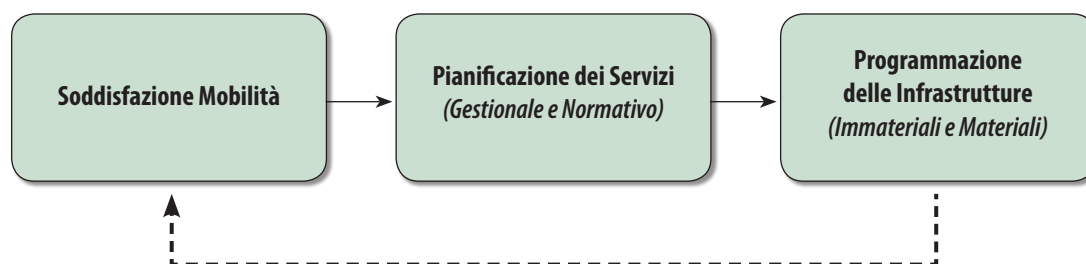 Soddisfazione Mobilità
Pianificazione dei Servizi
(Gestionale e Normativo)
Programmazione
delle Infrastrutture
(Immateriali e Materiali)